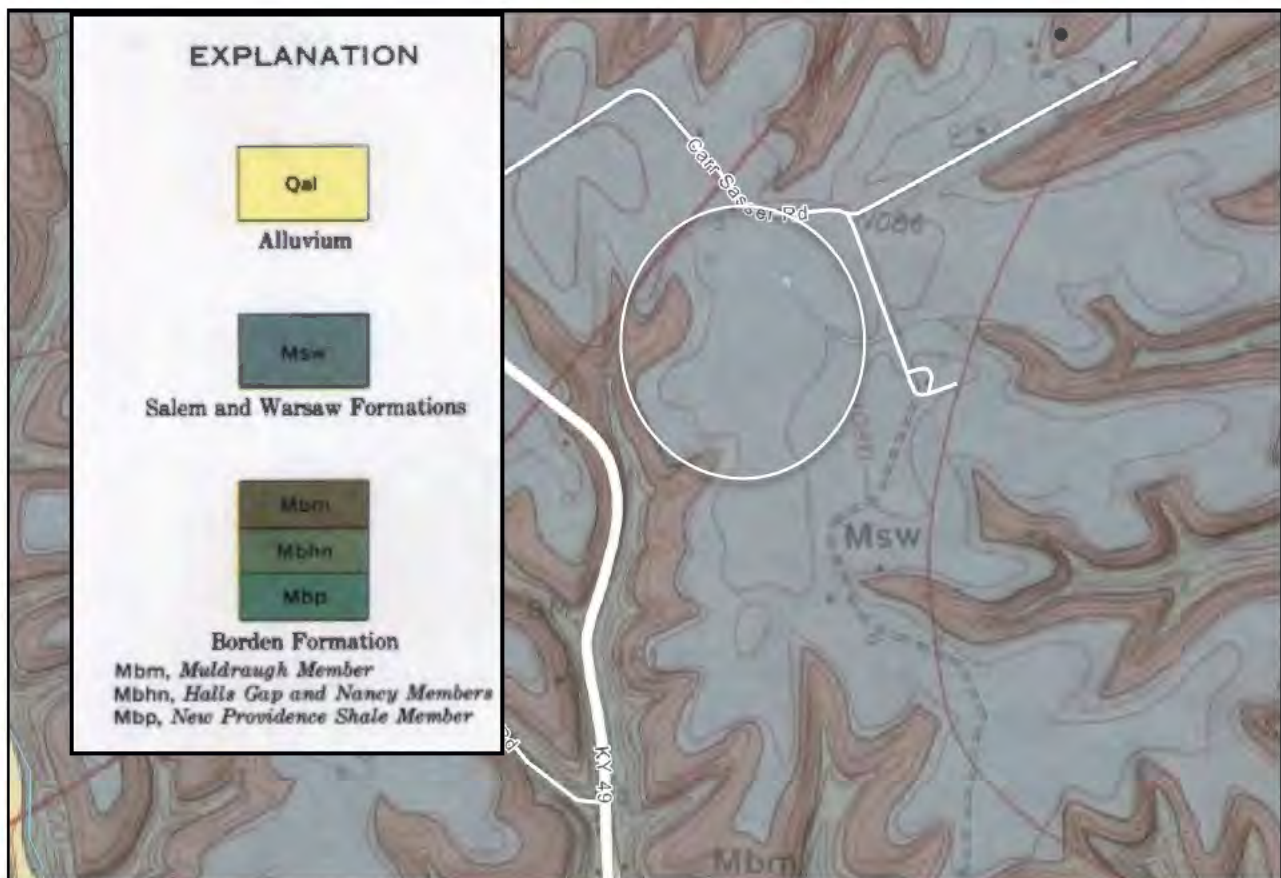 EXPLANATION
Qal
Alluvium
Msw
Salem and Warsaw Formations
Mbm
Mbhn
Mbp
Borden Formation
Mbm, Muldraugh Member
Mbhn, Halls Gap and Nancy Members
Mbp, New Providence Shale Member
Carr Sasser Rd
1086
Msw
KY 49
Mbm